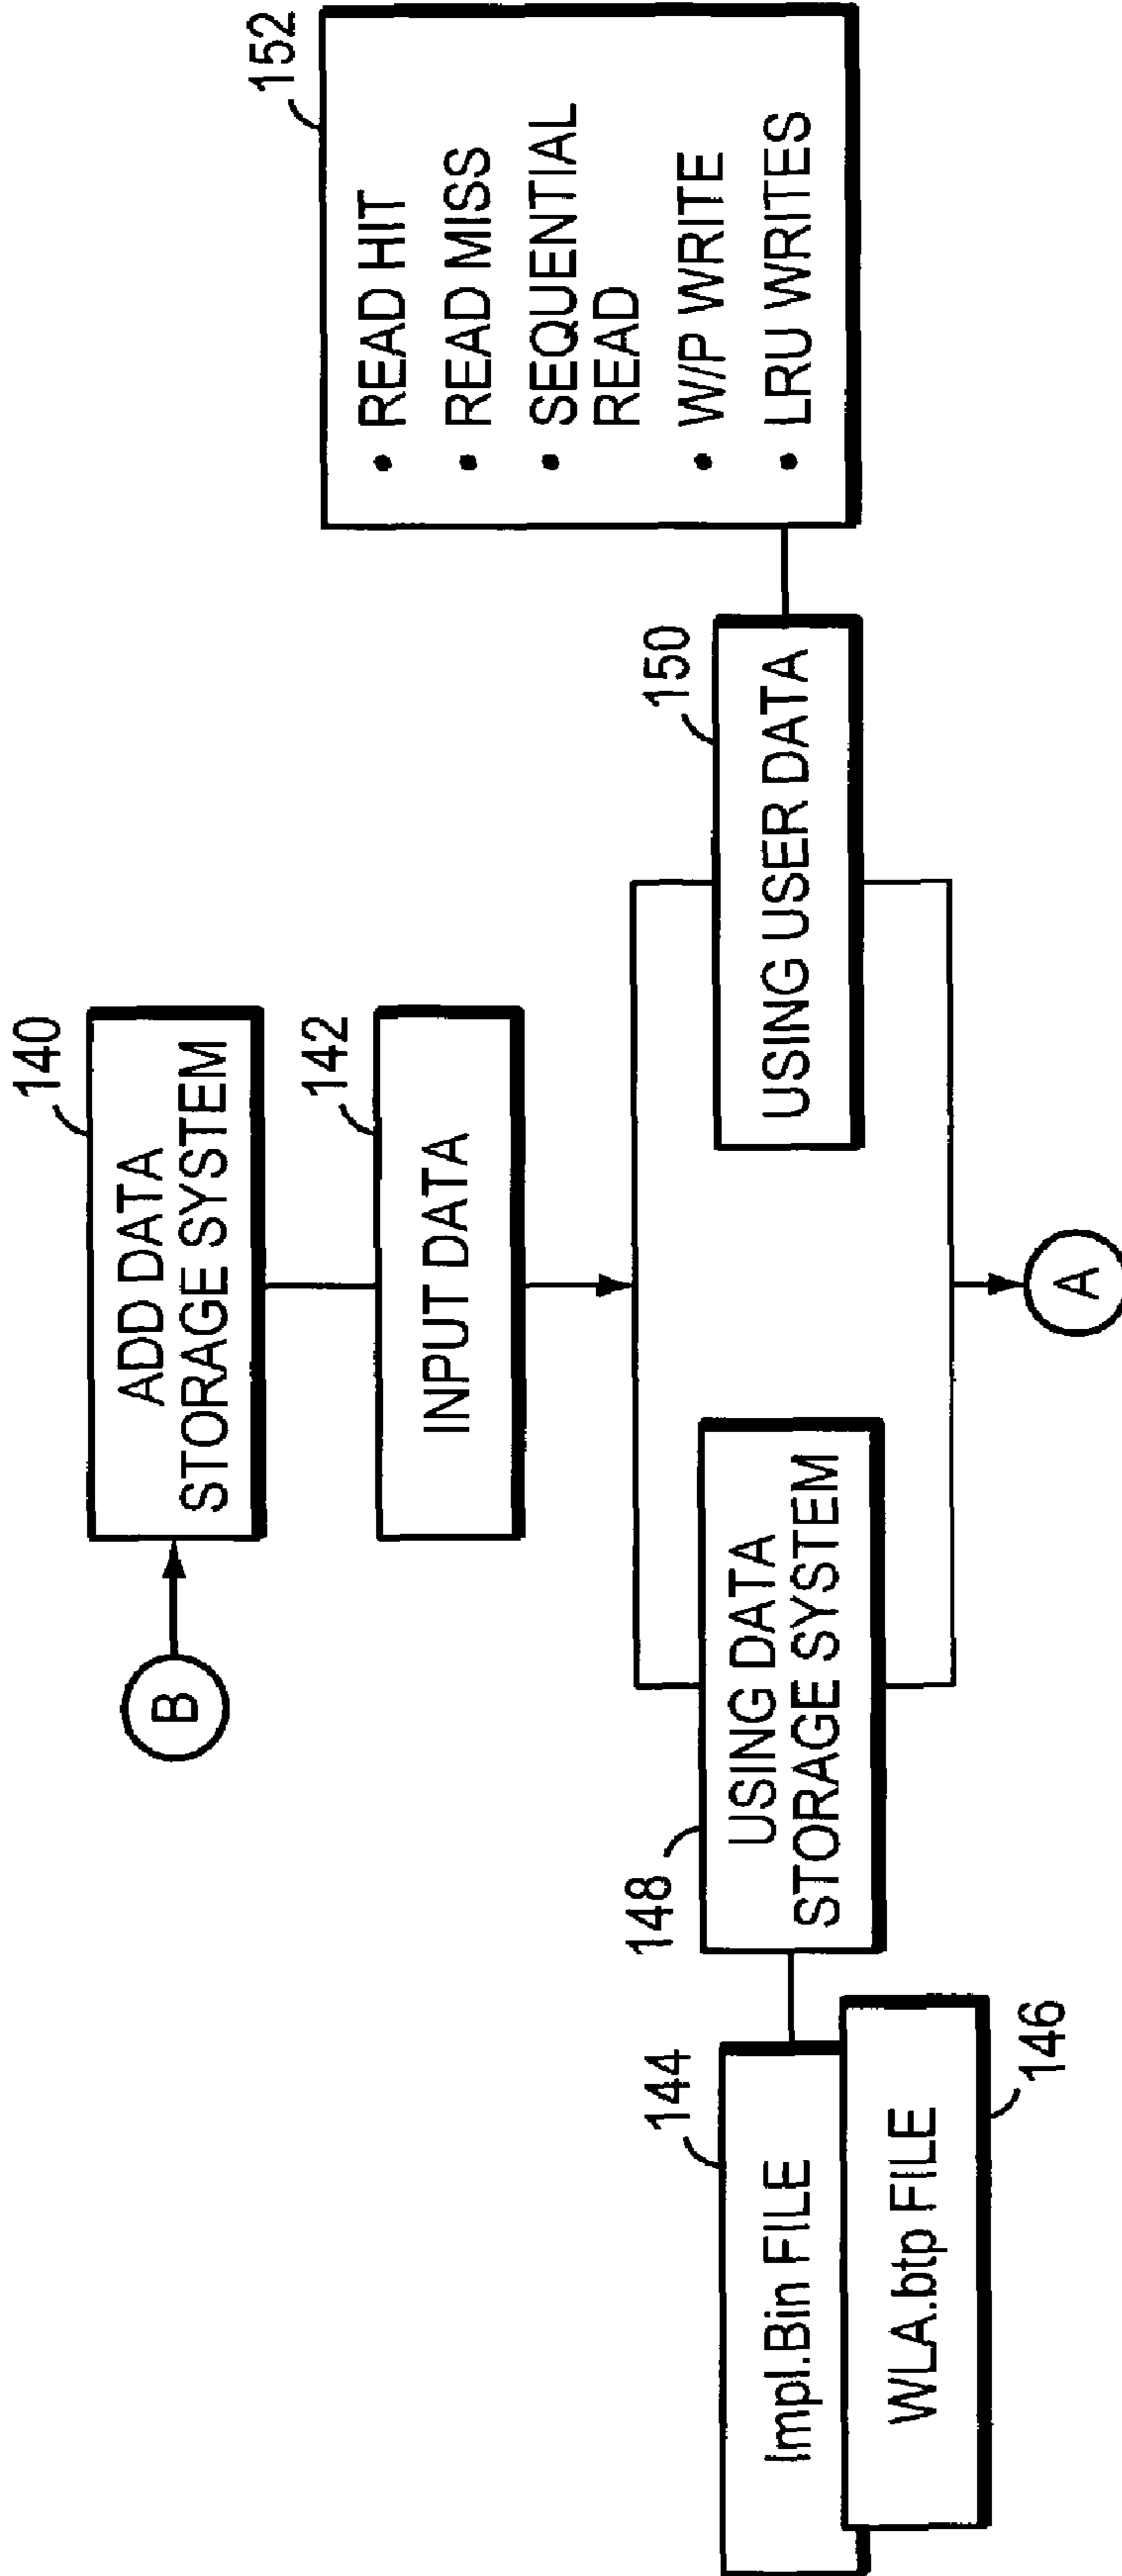 B
140
ADD DATA
STORAGE SYSTEM
142
INPUT DATA
144
Impl.Bin FILE
WLA.btp FILE
146
148
USING DATA
STORAGE SYSTEM
150
USING USER DATA
152
• READ HIT
• READ MISS
• SEQUENTIAL
READ
• W/P WRITE
• LRU WRITES
A